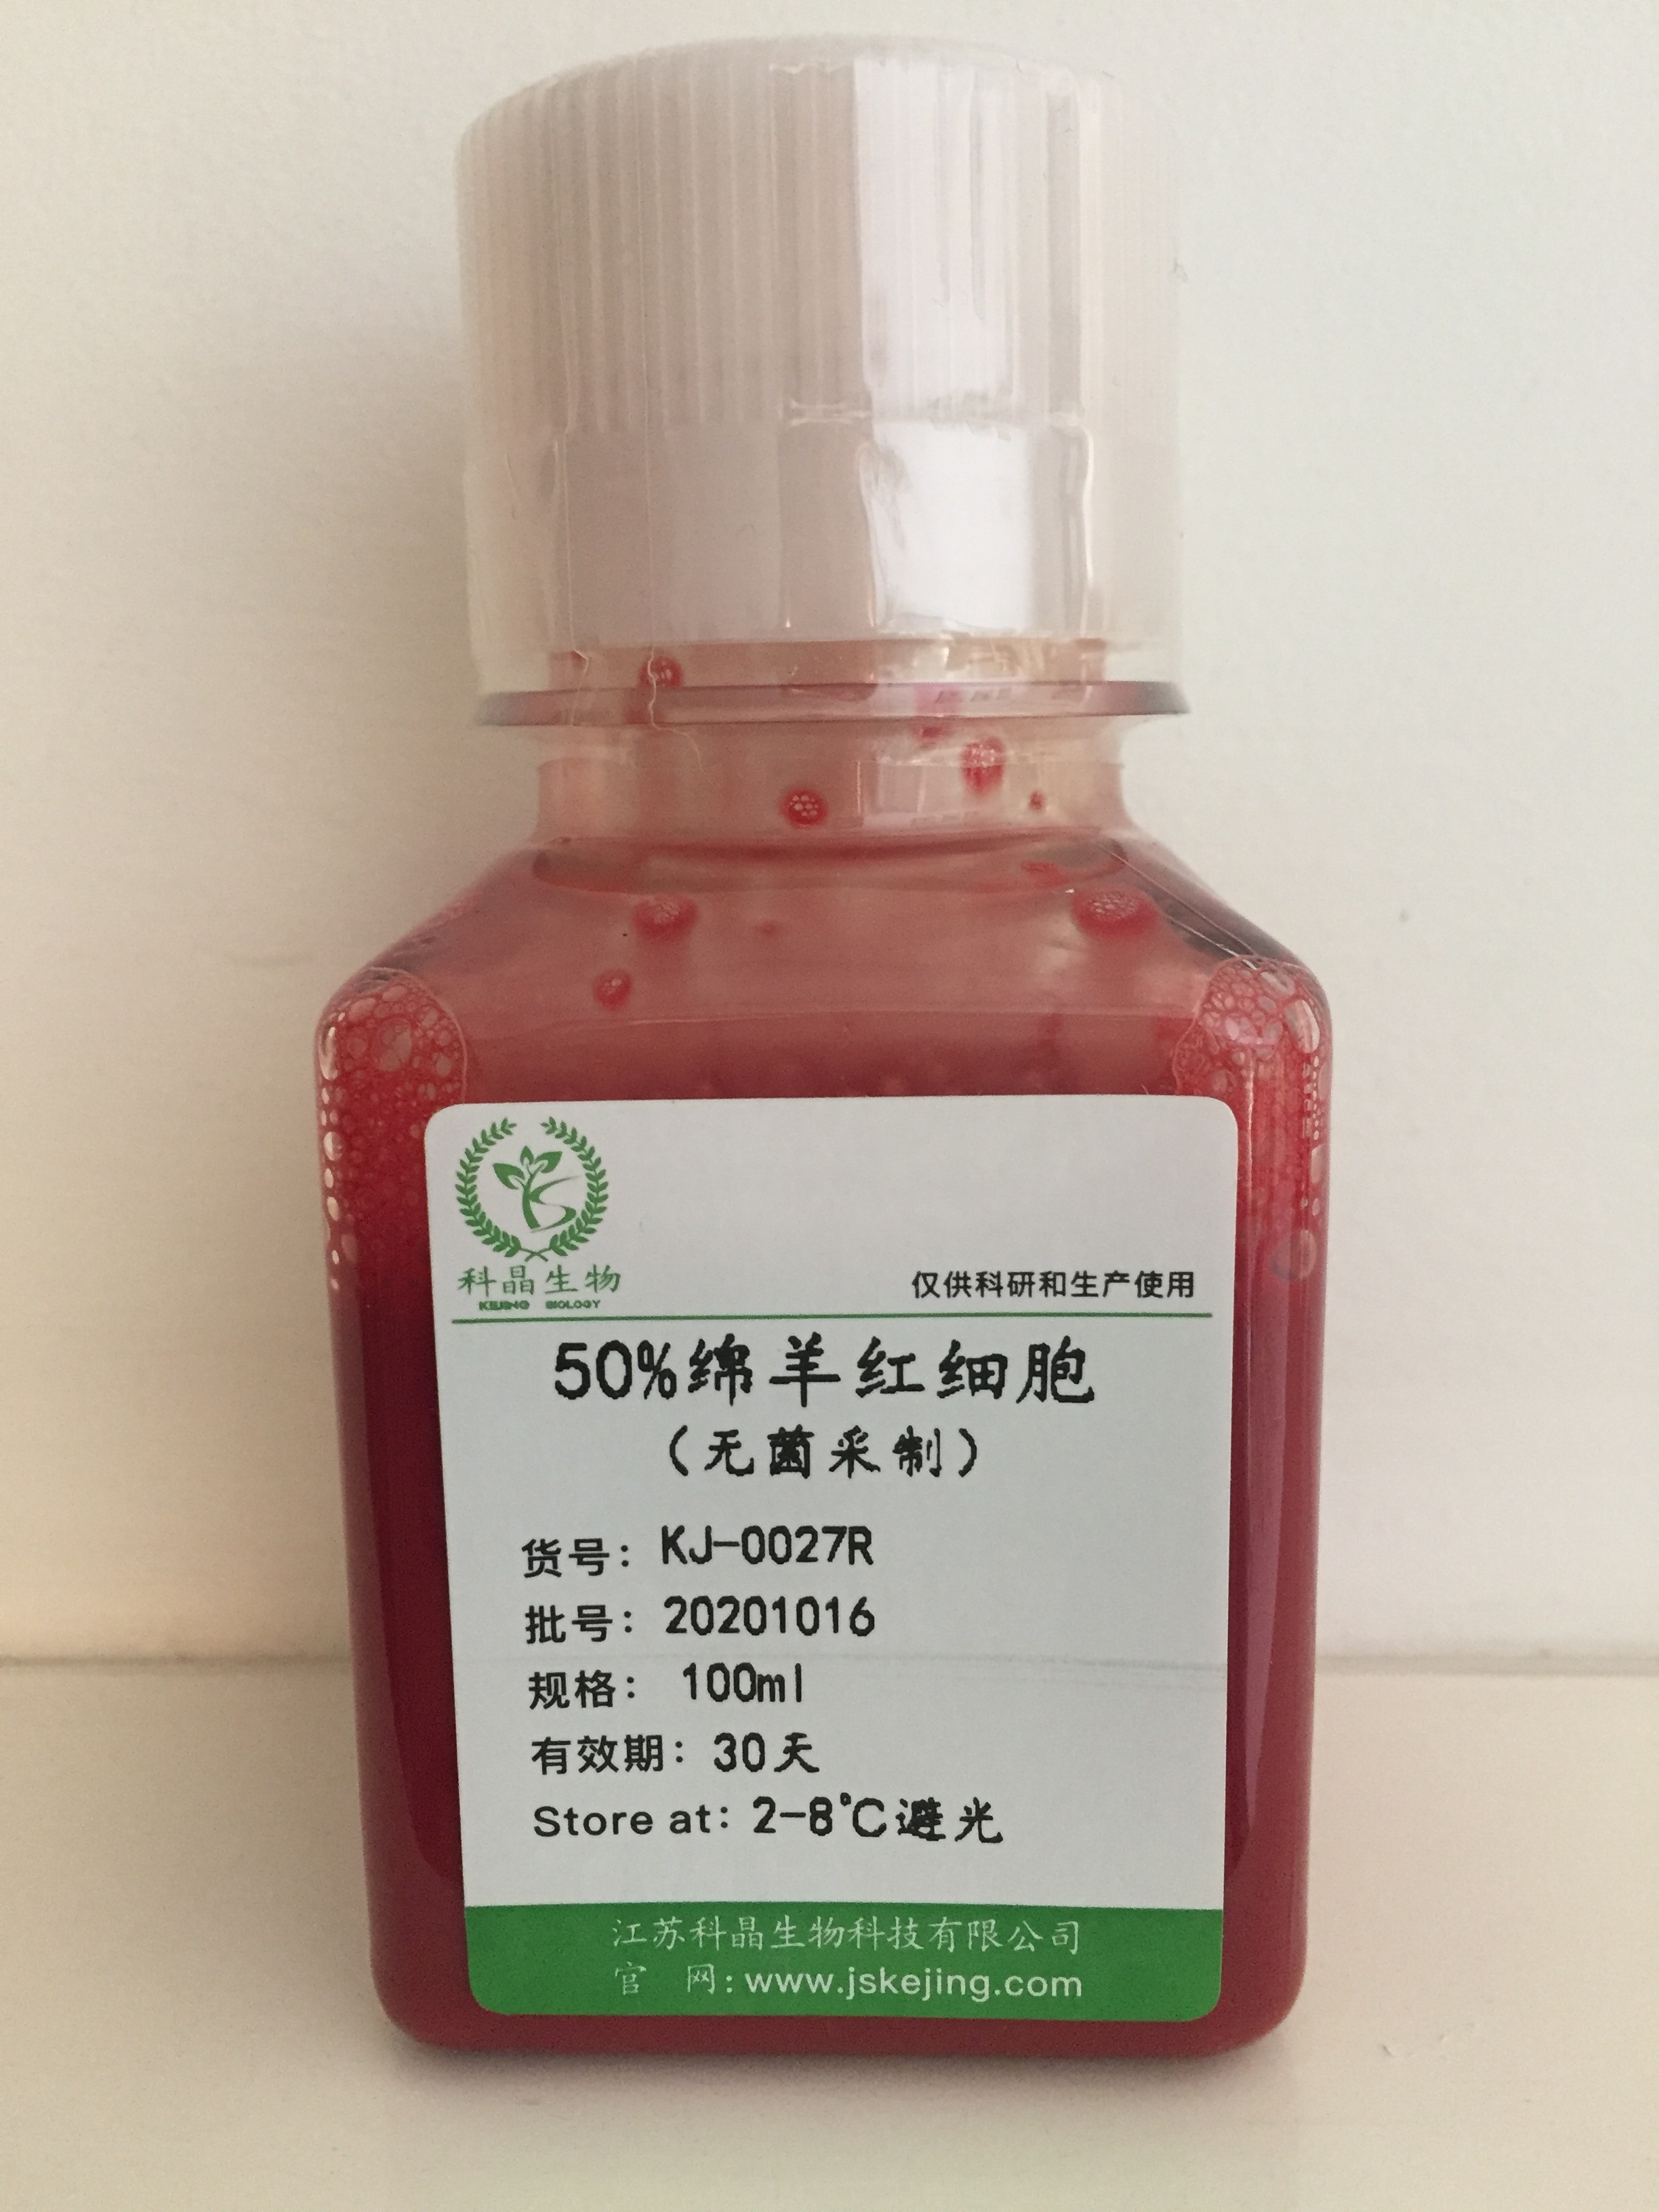 科晶生物
KEJING BIOLOGY
仅供科研和生产使用
50%绵羊红细胞
（无菌采制）
货号：KJ-0027R
批号：20201016
规格： 100ml
有效期：30天
Store at：2-8℃避光
江苏科晶生物科技有限公司
官 网：www.jskejing.com